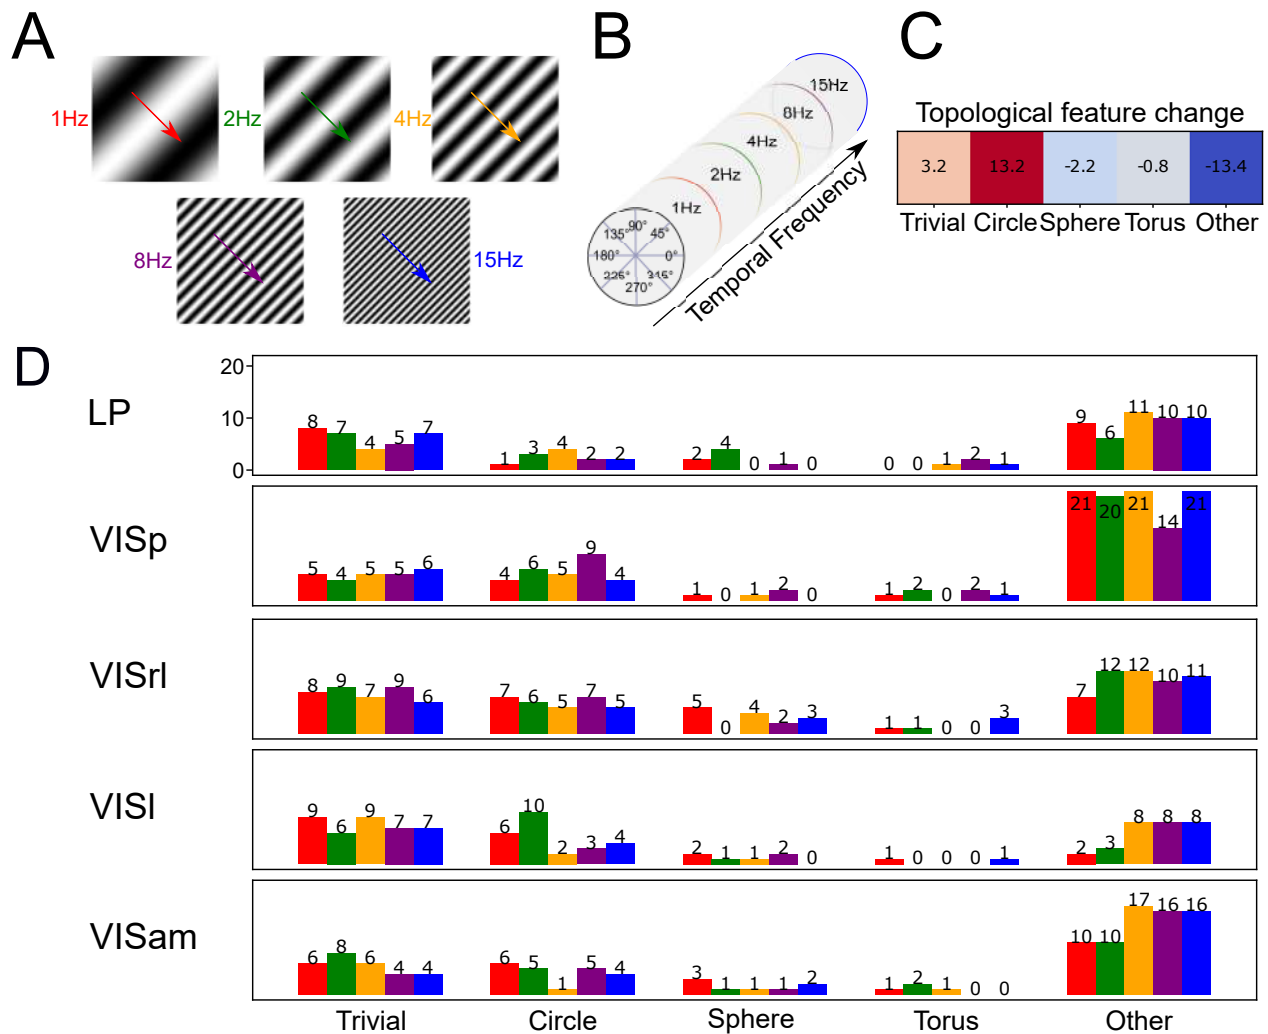 A
1Hz
2Hz
4Hz
8Hz
15Hz
B
15Hz
8Hz
4Hz
2Hz
1Hz
135° 90° 45°
180° 0°
225° 315°
270°
Temporal Frequency
C
Topological feature change
3.2 13.2 -2.2 -0.8 -13.4
Trivial Circle Sphere Torus Other
D
20
10
0
LP
8 7 4 5 7 1 3 4 2 2 2 4 0 1 0 0 0 1 2 1 9 6 11 10 10
VISp
5 4 5 5 6 4 6 5 9 4 1 0 1 2 0 1 2 0 2 1 21 20 21 14 21
VISrl
8 9 7 9 6 7 6 5 7 5 5 0 4 2 3 1 1 0 0 3 7 12 12 10 11
VISl
9 6 9 7 7 6 10 2 3 4 2 1 1 2 0 1 0 0 0 1 2 3 8 8 8
VISam
6 8 6 4 4 6 5 1 5 4 3 1 1 1 2 1 2 1 0 0 10 10 17 16 16
Trivial Circle Sphere Torus Other